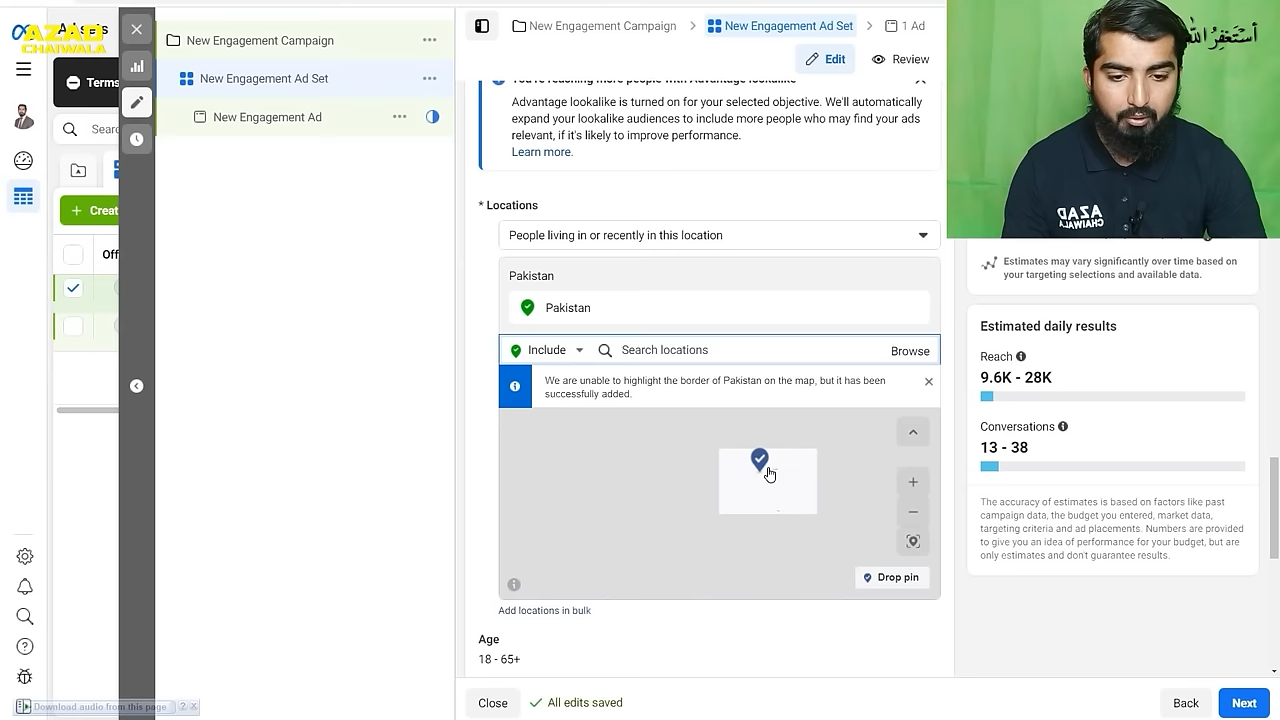 Ad sets
AZAD
CHAIWALA
Terms
Searc
+ Creat
Off
New Engagement Campaign
New Engagement Ad Set
New Engagement Ad
New Engagement Campaign > New Engagement Ad Set > 1 Ad
Edit
Review
Advantage lookalike is turned on for your selected objective. We'll automatically
expand your lookalike audiences to include more people who may find your ads
relevant, if it's likely to improve performance.
Learn more.
* Locations
People living in or recently in this location
Pakistan
Pakistan
Include
Search locations
Browse
We are unable to highlight the border of Pakistan on the map, but it has been
successfully added.
Drop pin
Add locations in bulk
Age
18 - 65+
Close
All edits saved
Back
Next
أستغفر الله
Estimates may vary significantly over time based on
your targeting selections and available data.
Estimated daily results
Reach
9.6K - 28K
Conversations
13 - 38
The accuracy of estimates is based on factors like past
campaign data, the budget you entered, market data,
targeting criteria and ad placements. Numbers are provided
to give you an idea of performance for your budget, but are
only estimates and don't guarantee results.
Download audio from this page
? x